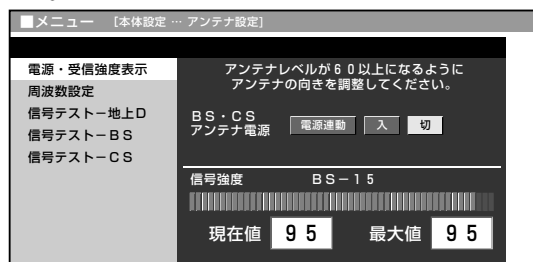 ■メニュー [本体設定 … アンテナ設定]
電源・受信強度表示
周波数設定
信号テストー地上D
信号テストーBS
信号テストーCS
アンテナレベルが60以上になるように
アンテナの向きを調整してください。
BS・CS
アンテナ電源 電源連動 入 切
信号強度 BS－15
現在値 95 最大値 95